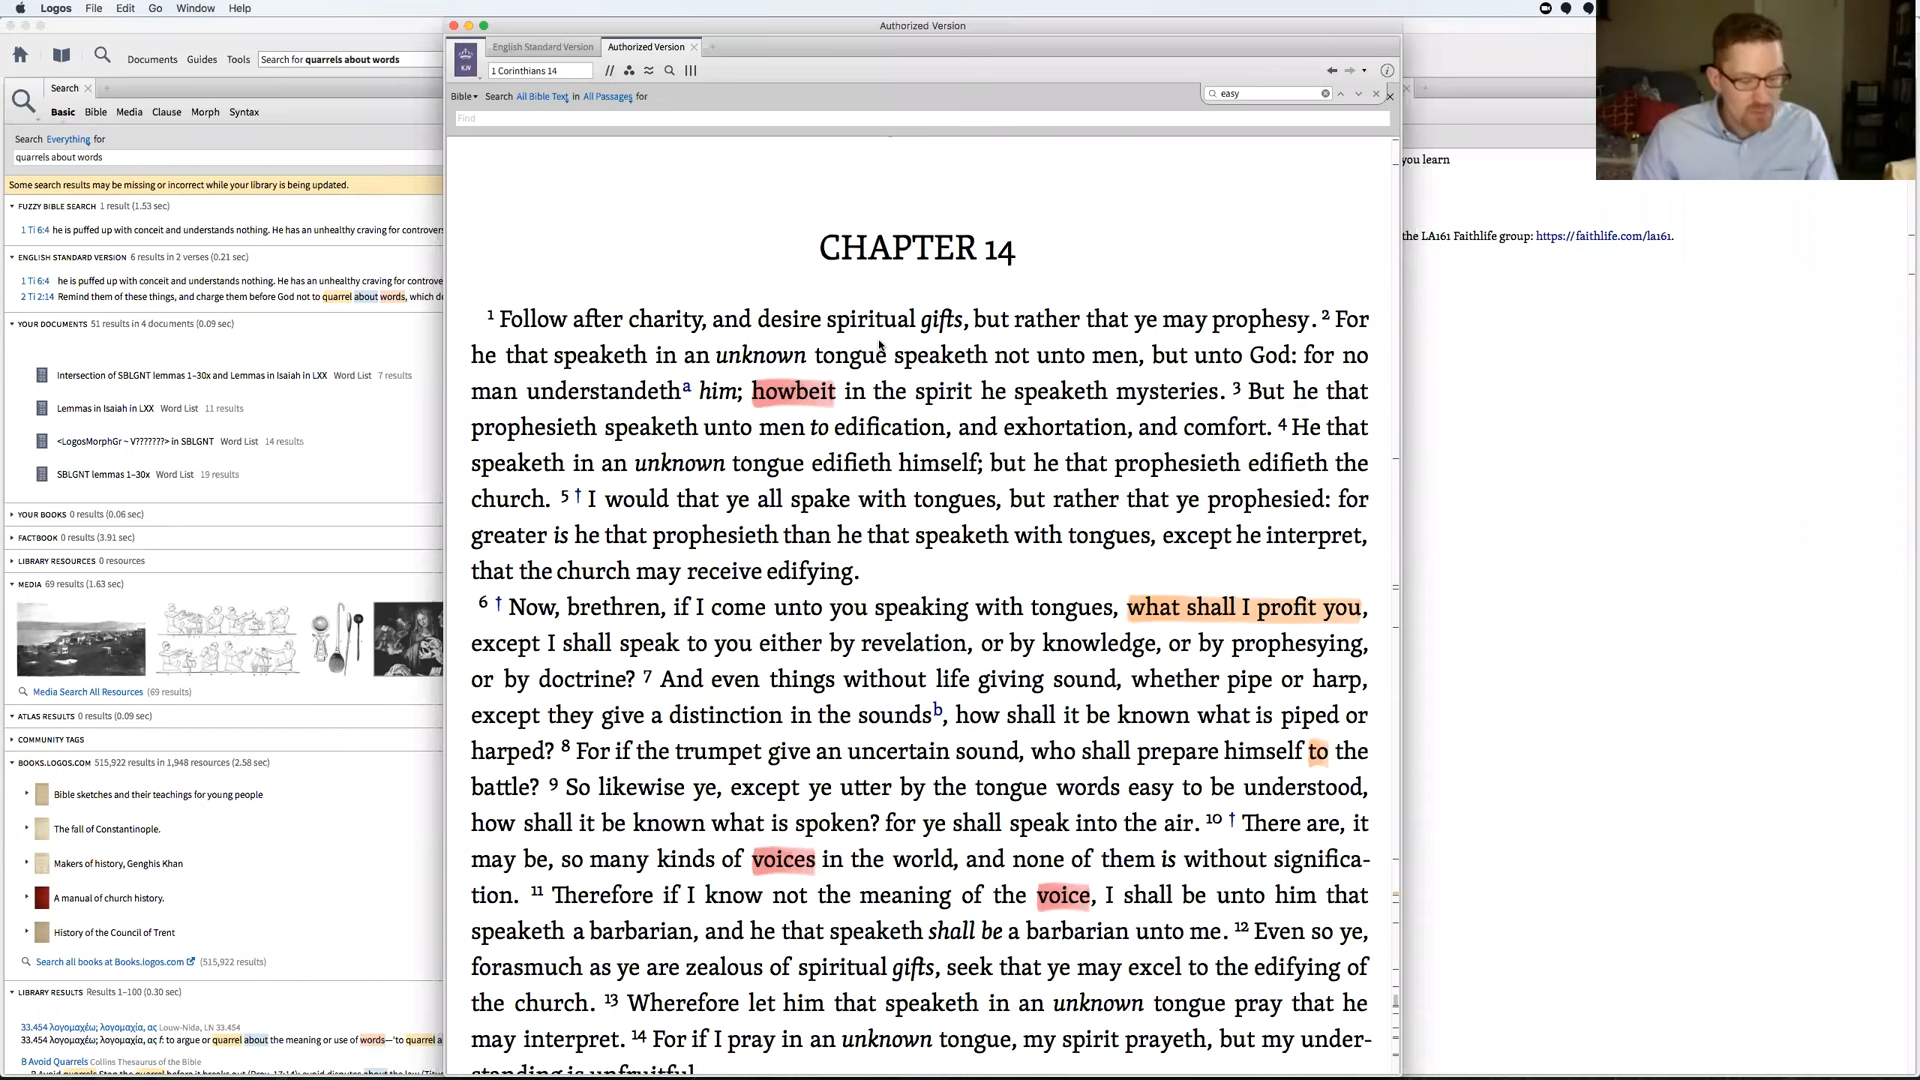 Logos File Edit Go Window Help
Authorized Version
Documents Guides Tools Search for quarrels about words
Search
Basic Bible Media Clause Morph Syntax
Search Everything for
quarrels about words
Some search results may be missing or incorrect while your library is being updated.
FUZZY BIBLE SEARCH 1 result (1.53 sec)
1 Ti 6:4 he is puffed up with conceit and understands nothing. He has an unhealthy craving for controvers
ENGLISH STANDARD VERSION 6 results in 2 verses (0.21 sec)
1 Ti 6:4 he is puffed up with conceit and understands nothing. He has an unhealthy craving for controve
2 Ti 2:14 Remind them of these things, and charge them before God not to quarrel about words, which d
YOUR DOCUMENTS 51 results in 4 documents (0.09 sec)
Intersection of SBLGNT lemmas 1–30x and Lemmas in Isaiah in LXX Word List 7 results
Lemmas in Isaiah in LXX Word List 11 results
<LogosMorphGr ~ V???????> in SBLGNT Word List 14 results
SBLGNT lemmas 1–30x Word List 19 results
YOUR BOOKS 0 results (0.06 sec)
FACTBOOK 0 results (3.91 sec)
LIBRARY RESOURCES 0 resources
MEDIA 69 results (1.63 sec)
Media Search All Resources (69 results)
ATLAS RESULTS 0 results (0.09 sec)
COMMUNITY TAGS
BOOKS.LOGOS.COM 515,922 results in 1,948 resources (2.58 sec)
Bible sketches and their teachings for young people
The fall of Constantinople.
Makers of history, Genghis Khan
A manual of church history.
History of the Council of Trent
Search all books at Books.logos.com (515,922 results)
LIBRARY RESULTS Results 1–100 (0.30 sec)
33.454 λογομαχέω; λογομαχία, ας Louw-Nida, LN 33.454
33.454 λογομαχέω; λογομαχία, ας f: to argue or quarrel about the meaning or use of words—'to quarrel a
B Avoid Quarrels Collins Thesaurus of the Bible
English Standard Version Authorized Version
KJV
1 Corinthians 14
Bible Search All Bible Text in All Passages for
easy
Find
CHAPTER 14
1 Follow after charity, and desire spiritual gifts, but rather that ye may prophesy. 2 For
he that speaketh in an unknown tongue speaketh not unto men, but unto God: for no
man understandeth a him; howbeit in the spirit he speaketh mysteries. 3 But he that
prophesieth speaketh unto men to edification, and exhortation, and comfort. 4 He that
speaketh in an unknown tongue edifieth himself; but he that prophesieth edifieth the
church. 5 † I would that ye all spake with tongues, but rather that ye prophesied: for
greater is he that prophesieth than he that speaketh with tongues, except he interpret,
that the church may receive edifying.
6 † Now, brethren, if I come unto you speaking with tongues, what shall I profit you,
except I shall speak to you either by revelation, or by knowledge, or by prophesying,
or by doctrine? 7 And even things without life giving sound, whether pipe or harp,
except they give a distinction in the sounds b, how shall it be known what is piped or
harped? 8 For if the trumpet give an uncertain sound, who shall prepare himself to the
battle? 9 So likewise ye, except ye utter by the tongue words easy to be understood,
how shall it be known what is spoken? for ye shall speak into the air. 10 † There are, it
may be, so many kinds of voices in the world, and none of them is without significa-
tion. 11 Therefore if I know not the meaning of the voice, I shall be unto him that
speaketh a barbarian, and he that speaketh shall be a barbarian unto me. 12 Even so ye,
forasmuch as ye are zealous of spiritual gifts, seek that ye may excel to the edifying of
the church. 13 Wherefore let him that speaketh in an unknown tongue pray that he
may interpret. 14 For if I pray in an unknown tongue, my spirit prayeth, but my under-
standing is unfruitful.
you learn
the LA161 Faithlife group: https://faithlife.com/la161.